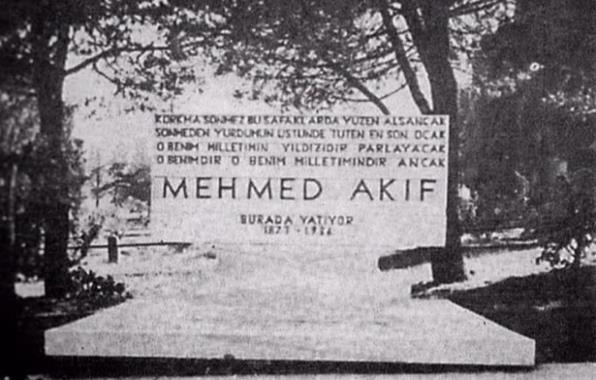 KORKMA SÖNMEZ BU ŞAFAKLARDA YÜZEN ALSANCAK
SÖNMEDEN YURDUMUN ÜSTÜNDE TÜTEN EN SON OCAK
O BENİM MİLLETİMİN YILDIZIDIR PARLAYACAK
O BENİMDİR O BENİM MİLLETİMİNDİR ANCAK
MEHMED AKİF
BURADA YATIYOR
1873 - 1936